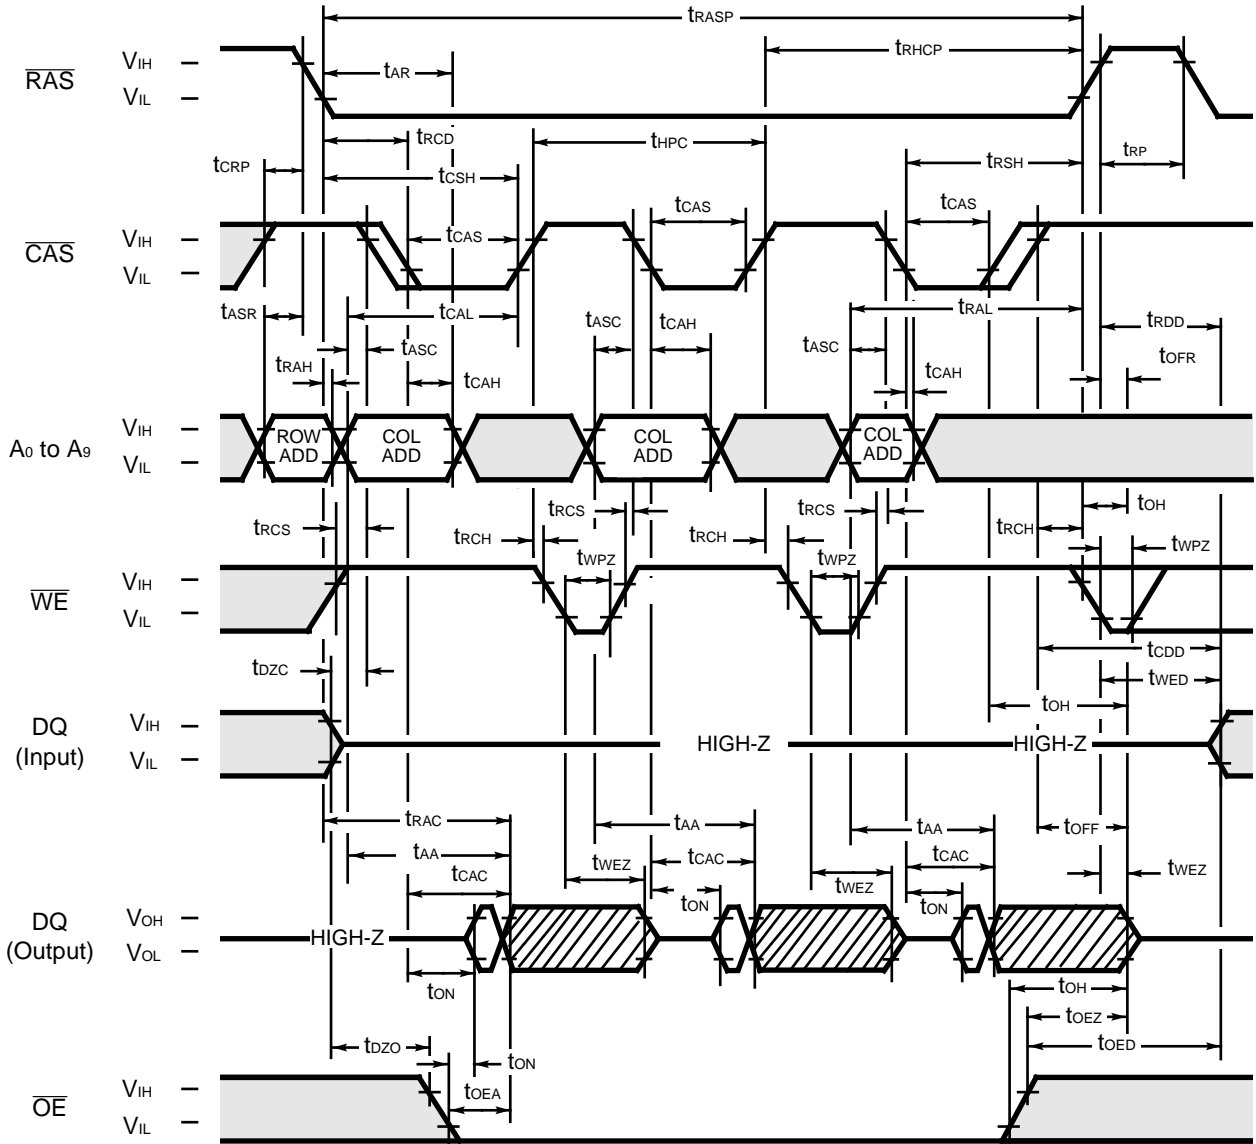 tRASP
tRHCP
VIH
RAS
tAR
VIL
tRCD
tHPC
tCRP
tRSH
tRP
tCSH
tCAS
tCAS
VIH
tCAS
CAS
VIL
tASR
tCAL
tRAL
tASC
tCAH
tRDD
tASC
tASC
tOFR
tRAH
tCAH
tCAH
VIH
ROW ADD
COL ADD
COL ADD
COL ADD
A0 to A9
VIL
tRCS
tRCS
tOH
tRCS
tRCH
tRCH
tRCH
tWPZ
tWPZ
tWPZ
VIH
WE
VIL
tCDD
tDZC
tWED
tOH
DQ
(Input)
VIH
HIGH-Z
HIGH-Z
VIL
tRAC
tAA
tAA
tOFF
tAA
tCAC
tCAC
tCAC
tWEZ
tWEZ
tWEZ
tON
tON
DQ
(Output)
VOH
HIGH-Z
VOL
tON
tOH
tOEZ
tDZO
tON
tOED
tOEA
VIH
OE
VIL